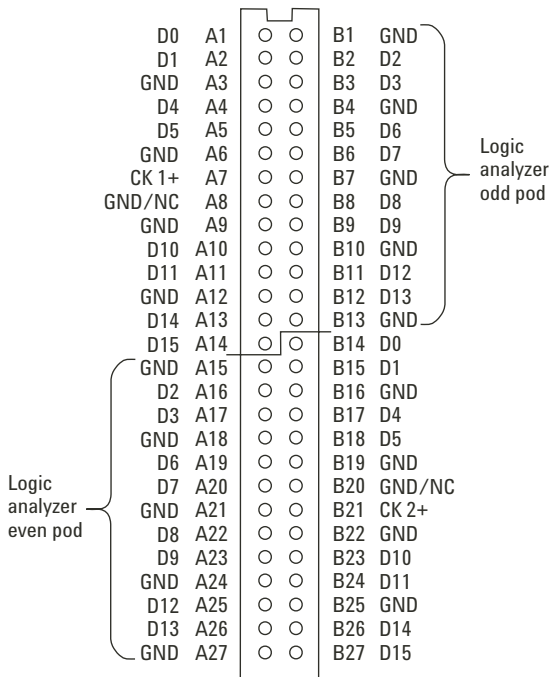 D0 A1 B1 GND
D1 A2 B2 D2
GND A3 B3 D3
D4 A4 B4 GND
D5 A5 B5 D6
GND A6 B6 D7
CK 1+ A7 B7 GND
GND/NC A8 B8 D8
GND A9 B9 D9
D10 A10 B10 GND
D11 A11 B11 D12
GND A12 B12 D13
D14 A13 B13 GND
D15 A14 B14 D0
GND A15 B15 D1
D2 A16 B16 GND
D3 A17 B17 D4
GND A18 B18 D5
D6 A19 B19 GND
D7 A20 B20 GND/NC
GND A21 B21 CK 2+
D8 A22 B22 GND
D9 A23 B23 D10
GND A24 B24 D11
D12 A25 B25 GND
D13 A26 B26 D14
GND A27 B27 D15
Logic
analyzer
odd pod
Logic
analyzer
even pod